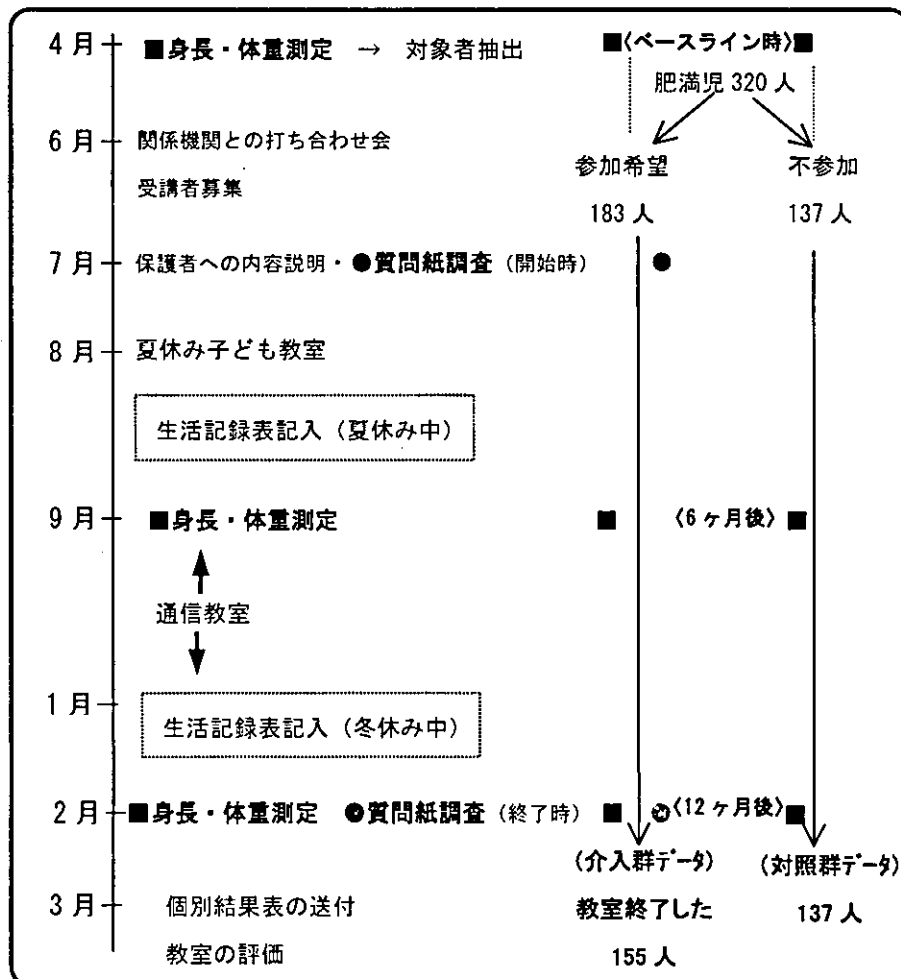 4月 ■身長・体重測定 → 対象者抽出 ■〈ベースライン時〉■
肥満児 320 人
6月 関係機関との打ち合わせ会
受講者募集
参加希望 不参加
183 人 137 人
7月 保護者への内容説明・●質問紙調査（開始時） ●
8月 夏休み子ども教室
生活記録表記入（夏休み中）
9月 ■身長・体重測定 ■ 〈6 ヶ月後〉■
通信教室
1月
生活記録表記入（冬休み中）
2月 ■身長・体重測定 ●質問紙調査（終了時） ■ ●〈12 ヶ月後〉■
（介入群データ） （対照群データ）
3月 個別結果表の送付 教室終了した 137 人
教室の評価 155 人